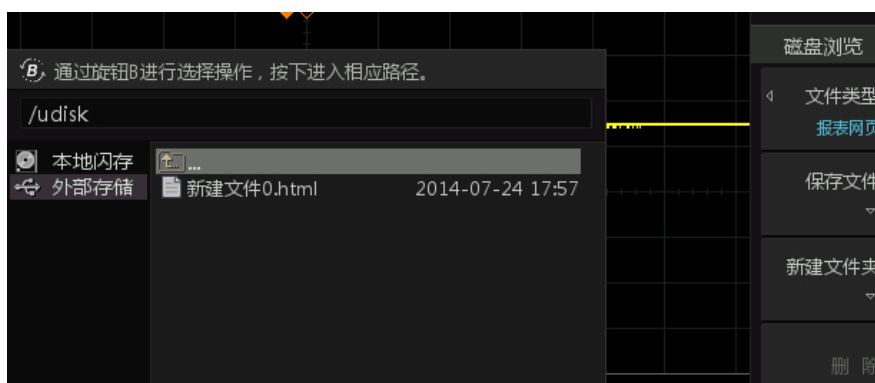 磁盘浏览
B 通过旋钮B进行选择操作，按下进入相应路径。
/udisk
本地闪存
外部存储
...
新建文件0.html 2014-07-24 17:57
文件类型
报表网页
保存文件
新建文件夹
删 除